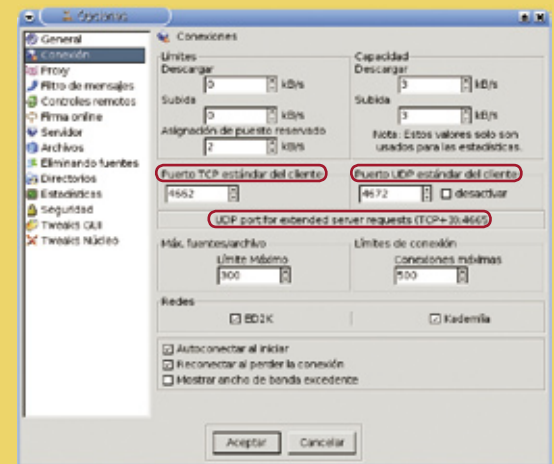 Opciones
General
Conexión
Proxy
Filtro de mensajes
Controles remotos
Firma online
Servidor
Archivos
Eliminando fuentes
Directorios
Estadísticas
Seguridad
Tweaks GUI
Tweaks Núcleo
Conexiones
Límites
Descargar
0 kB/s
Subida
0 kB/s
Asignación de puesto reservado
2 kB/s
Capacidad
Descargar
3 kB/s
Subida
3 kB/s
Nota: Estos valores solo son
usados para las estadísticas.
Puerto TCP estándar del cliente
4662
Puerto UDP estándar del cliente
4672 desactivar
UDP port for extended server requests (TCP+3):4665
Máx. fuentes/archivo
Límite Máximo
300
Límites de conexión
Conexiones máximas
500
Redes
ED2K
Kademlia
Autoconectar al iniciar
Reconectar al perder la conexión
Mostrar ancho de banda excedente
Aceptar
Cancelar